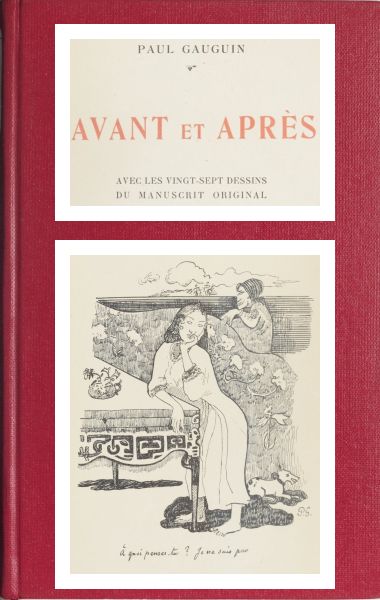 PAUL GAUGUIN
AVANT ET APRÈS
AVEC LES VINGT-SEPT DESSINS
DU MANUSCRIT ORIGINAL
P.G.
À quoi penses-tu ? Je ne sais pas